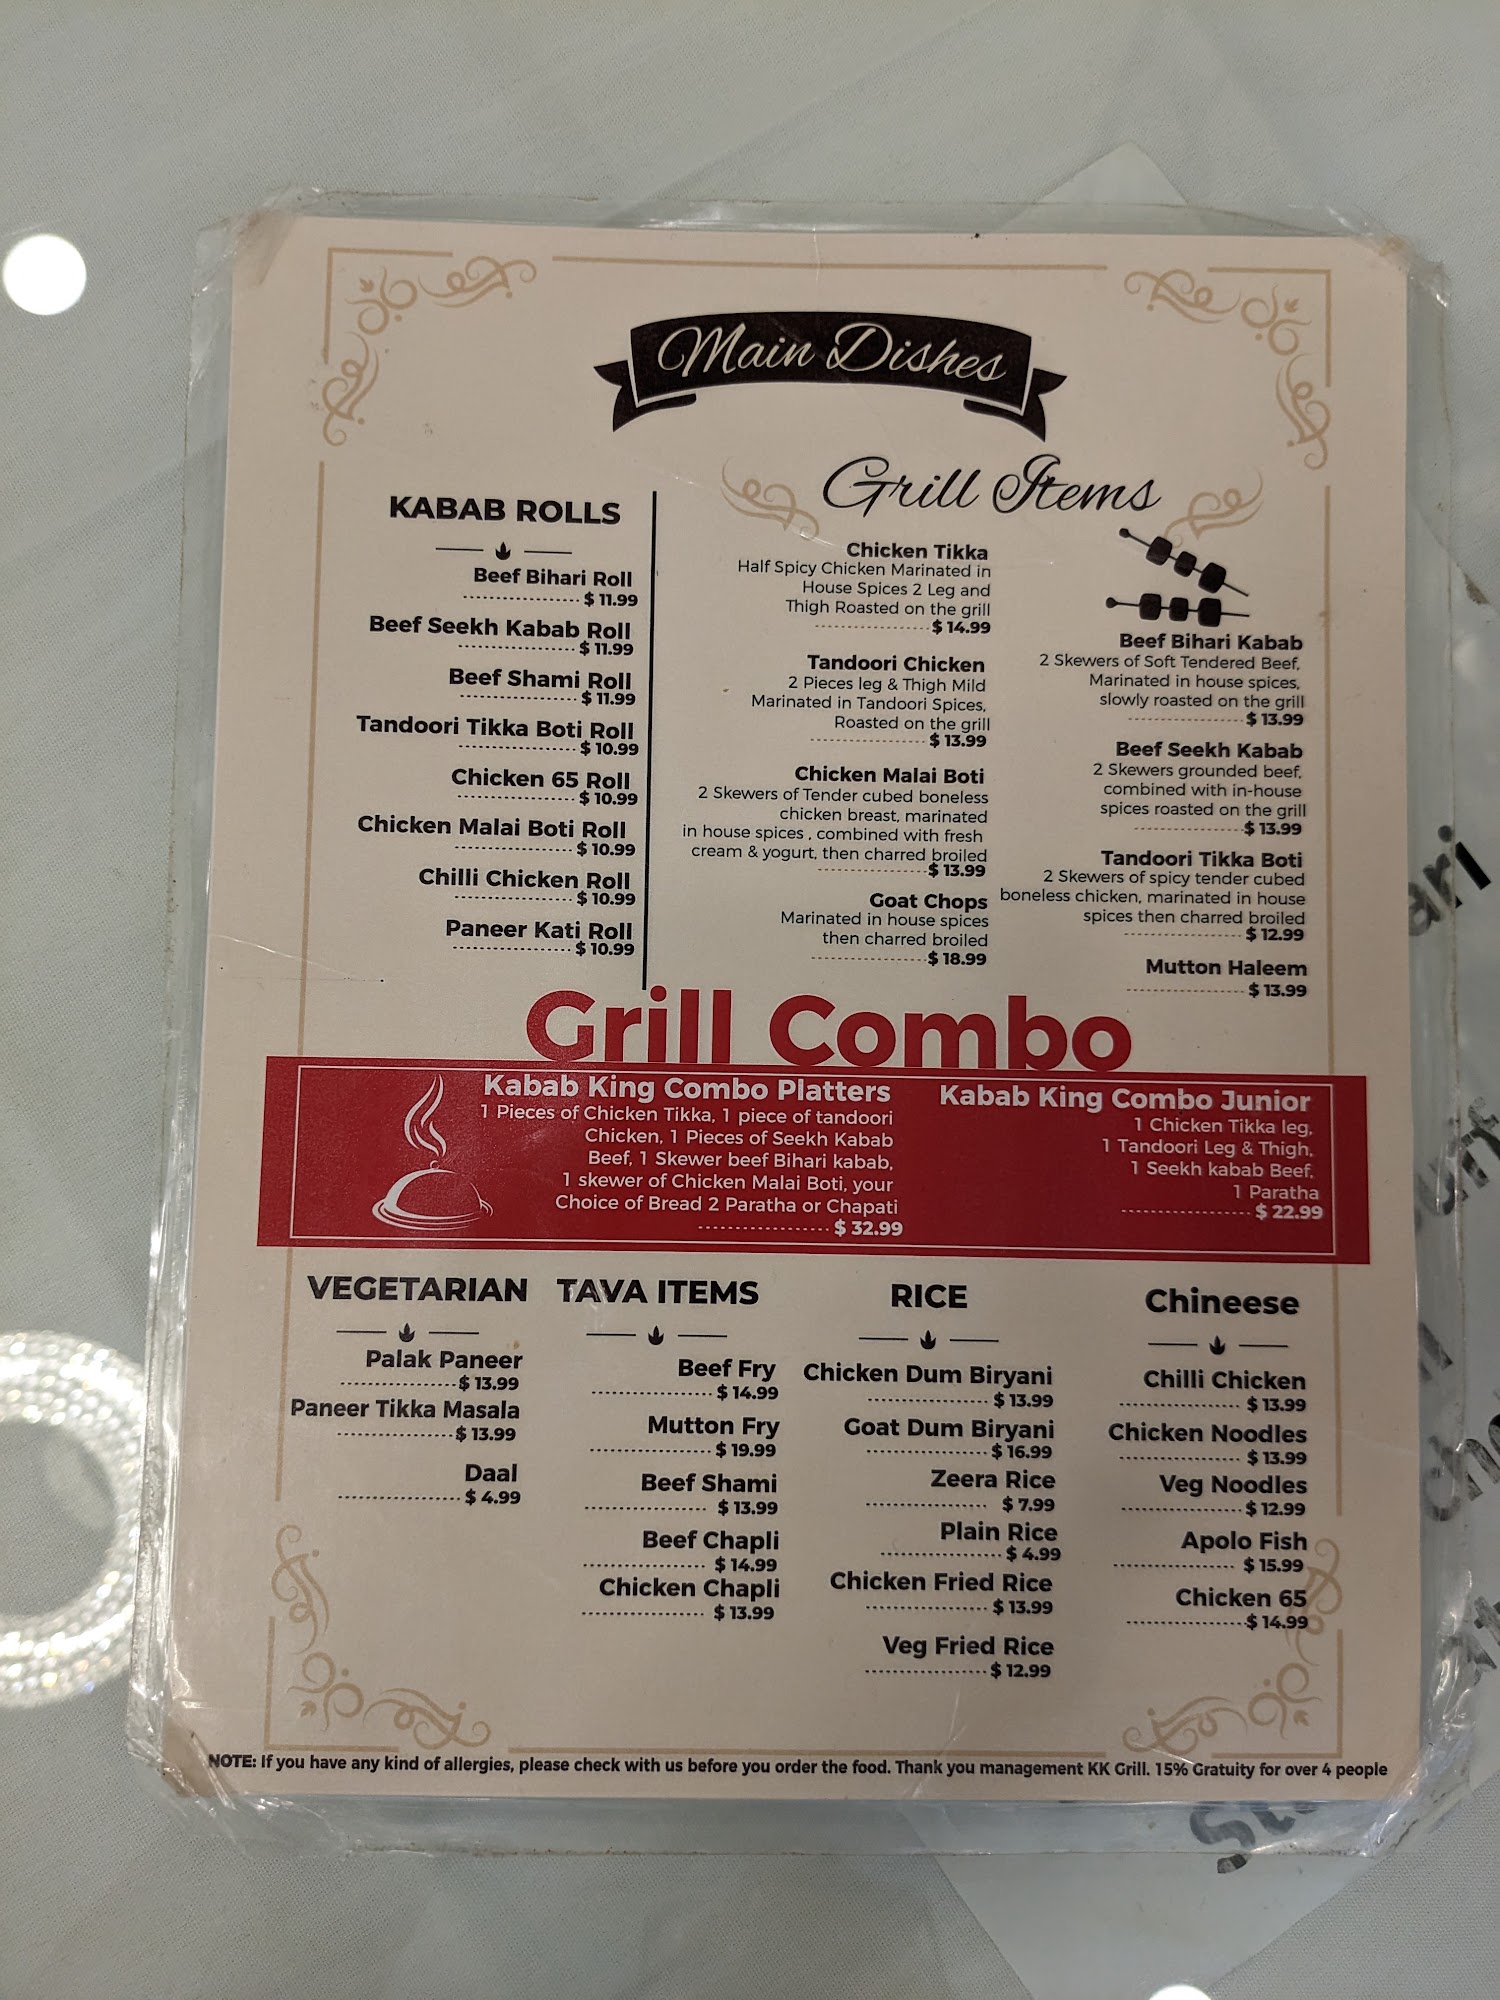 Main Dishes
KABAB ROLLS
Beef Bihari Roll
$ 11.99
Beef Seekh Kabab Roll
$ 11.99
Beef Shami Roll
$ 11.99
Tandoori Tikka Boti Roll
$ 10.99
Chicken 65 Roll
$ 10.99
Chicken Malai Boti Roll
$ 10.99
Chilli Chicken Roll
$ 10.99
Paneer Kati Roll
$ 10.99
Grill Items
Chicken Tikka
Half Spicy Chicken Marinated in
House Spices 2 Leg and
Thigh Roasted on the grill
$ 14.99
Tandoori Chicken
2 Pieces leg & Thigh Mild
Marinated in Tandoori Spices,
Roasted on the grill
$ 13.99
Chicken Malai Boti
2 Skewers of Tender cubed boneless
chicken breast, marinated
in house spices , combined with fresh
cream & yogurt, then charred broiled
$ 13.99
Goat Chops
Marinated in house spices
then charred broiled
$ 18.99
Beef Bihari Kabab
2 Skewers of Soft Tendered Beef,
Marinated in house spices,
slowly roasted on the grill
$ 13.99
Beef Seekh Kabab
2 Skewers grounded beef,
combined with in-house
spices roasted on the grill
$ 13.99
Tandoori Tikka Boti
2 Skewers of spicy tender cubed
boneless chicken, marinated in house
spices then charred broiled
$ 12.99
Mutton Haleem
$ 13.99
Grill Combo
Kabab King Combo Platters
1 Pieces of Chicken Tikka, 1 piece of tandoori
Chicken, 1 Pieces of Seekh Kabab
Beef, 1 Skewer beef Bihari kabab,
1 skewer of Chicken Malai Boti, your
Choice of Bread 2 Paratha or Chapati
$ 32.99
Kabab King Combo Junior
1 Chicken Tikka leg,
1 Tandoori Leg & Thigh,
1 Seekh kabab Beef,
1 Paratha
$ 22.99
VEGETARIAN
Palak Paneer
$ 13.99
Paneer Tikka Masala
$ 13.99
Daal
$ 4.99
TAVA ITEMS
Beef Fry
$ 14.99
Mutton Fry
$ 19.99
Beef Shami
$ 13.99
Beef Chapli
$ 14.99
Chicken Chapli
$ 13.99
RICE
Chicken Dum Biryani
$ 13.99
Goat Dum Biryani
$ 16.99
Zeera Rice
$ 7.99
Plain Rice
$ 4.99
Chicken Fried Rice
$ 13.99
Veg Fried Rice
$ 12.99
Chineese
Chilli Chicken
$ 13.99
Chicken Noodles
$ 13.99
Veg Noodles
$ 12.99
Apolo Fish
$ 15.99
Chicken 65
$ 14.99
NOTE: If you have any kind of allergies, please check with us before you order the food. Thank you management KK Grill. 15% Gratuity for over 4 people